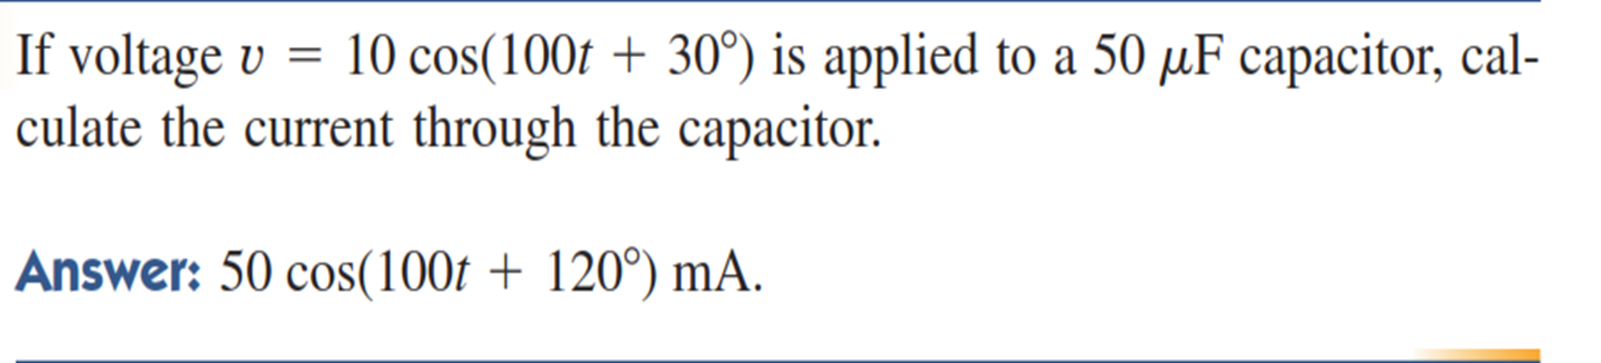 If voltage v = 10 cos(100t + 30°) is applied to a 50 μF capacitor, cal-
culate the current through the capacitor.
Answer: 50 cos(100t + 120°) mA.